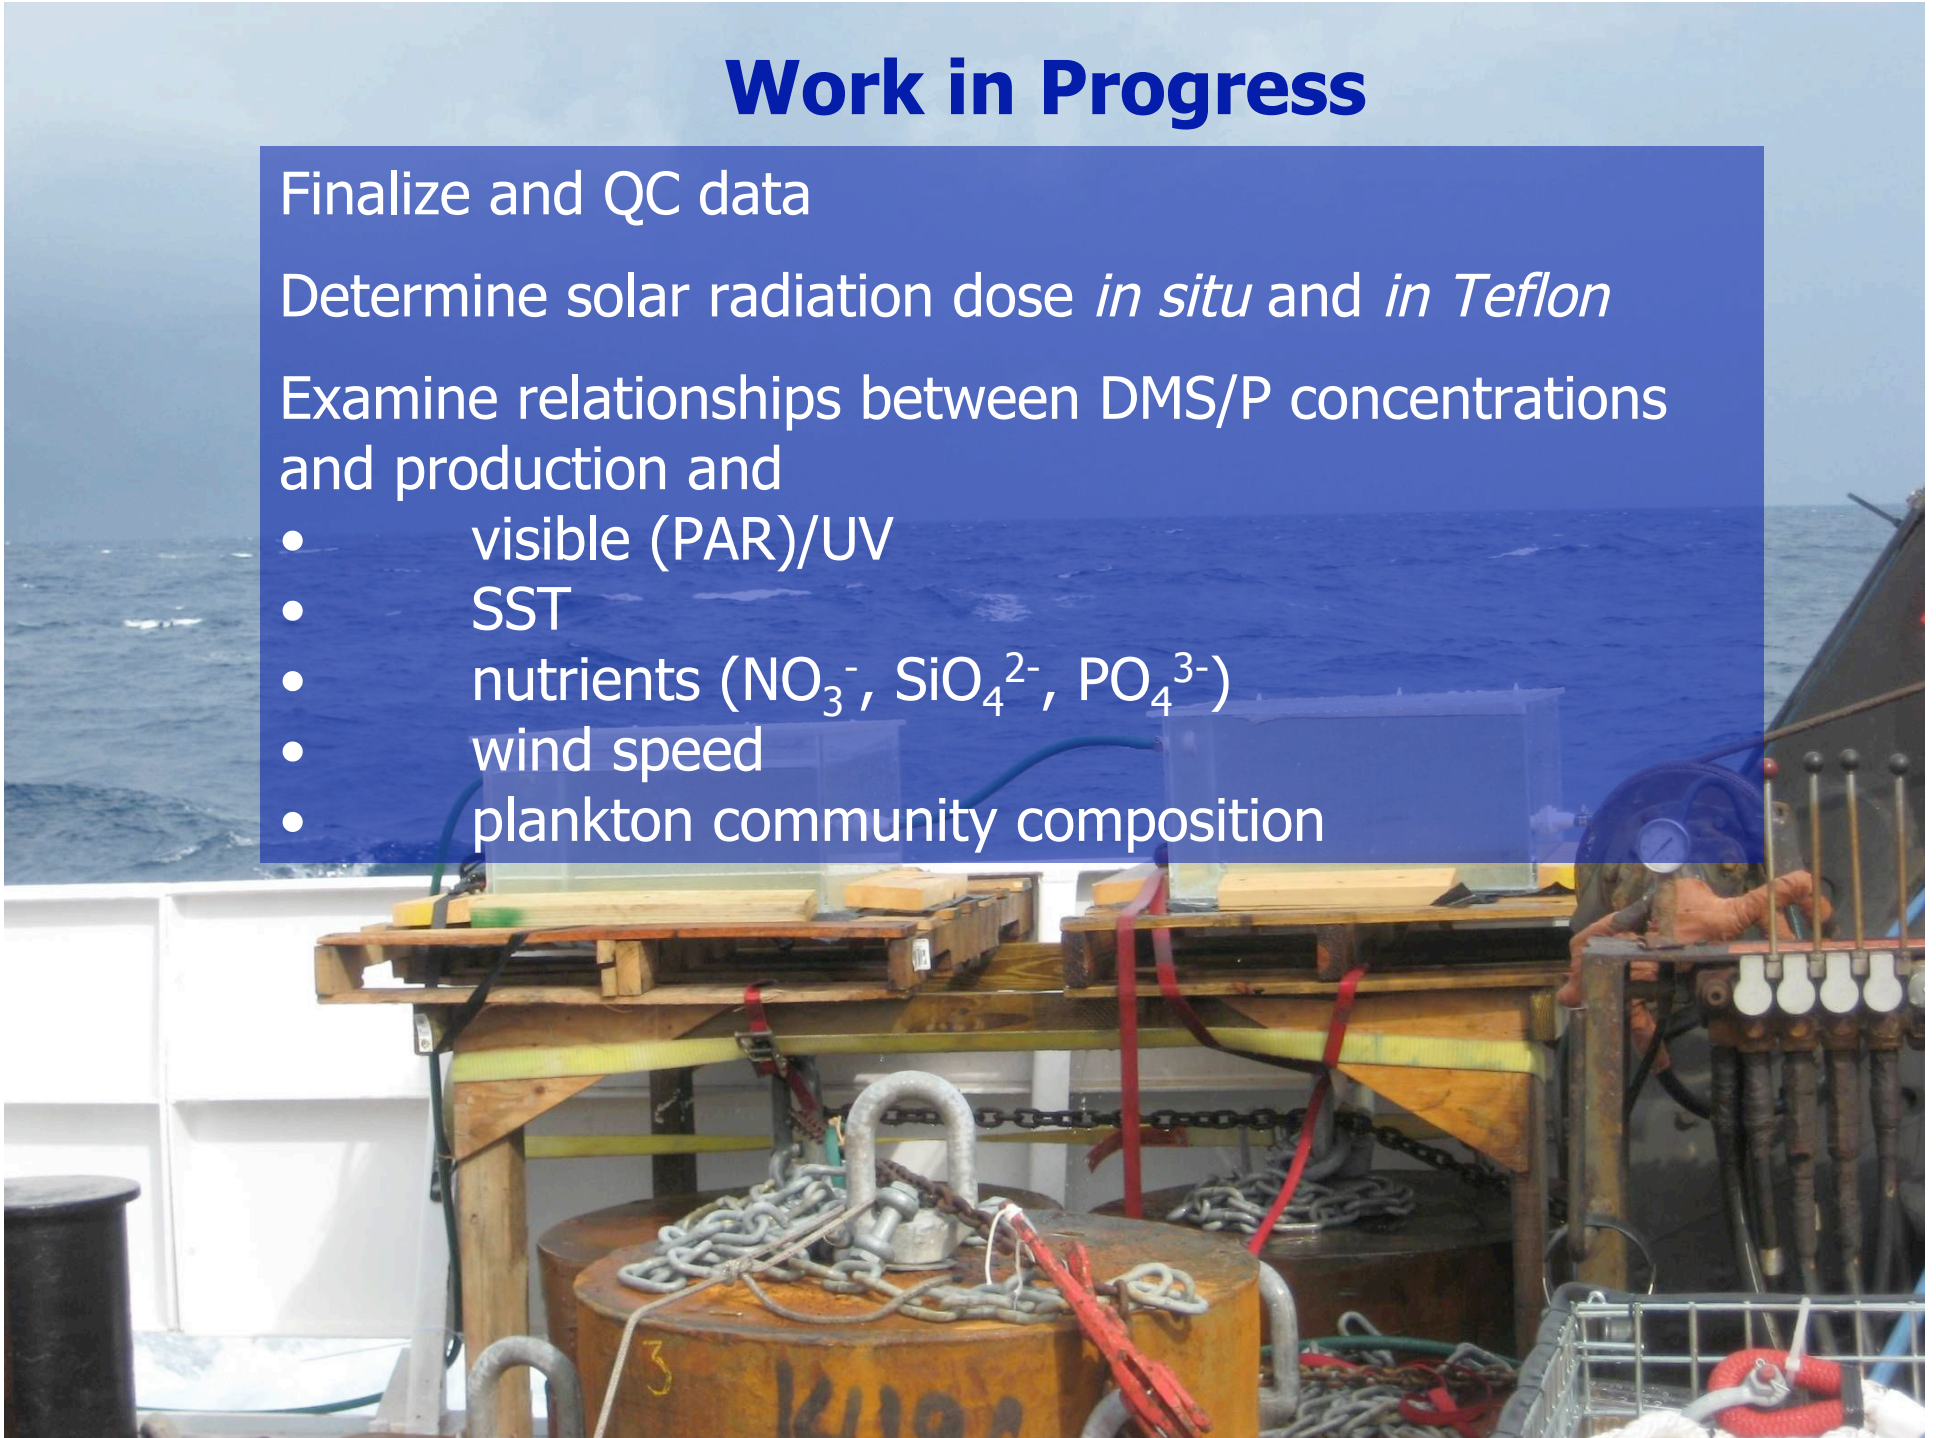 Work in Progress
Finalize and QC data
Determine solar radiation dose in situ and in Teflon
Examine relationships between DMS/P concentrations
and production and
• visible (PAR)/UV
• SST
• nutrients (NO₃⁻, SiO₄²⁻, PO₄³⁻)
• wind speed
• plankton community composition
3